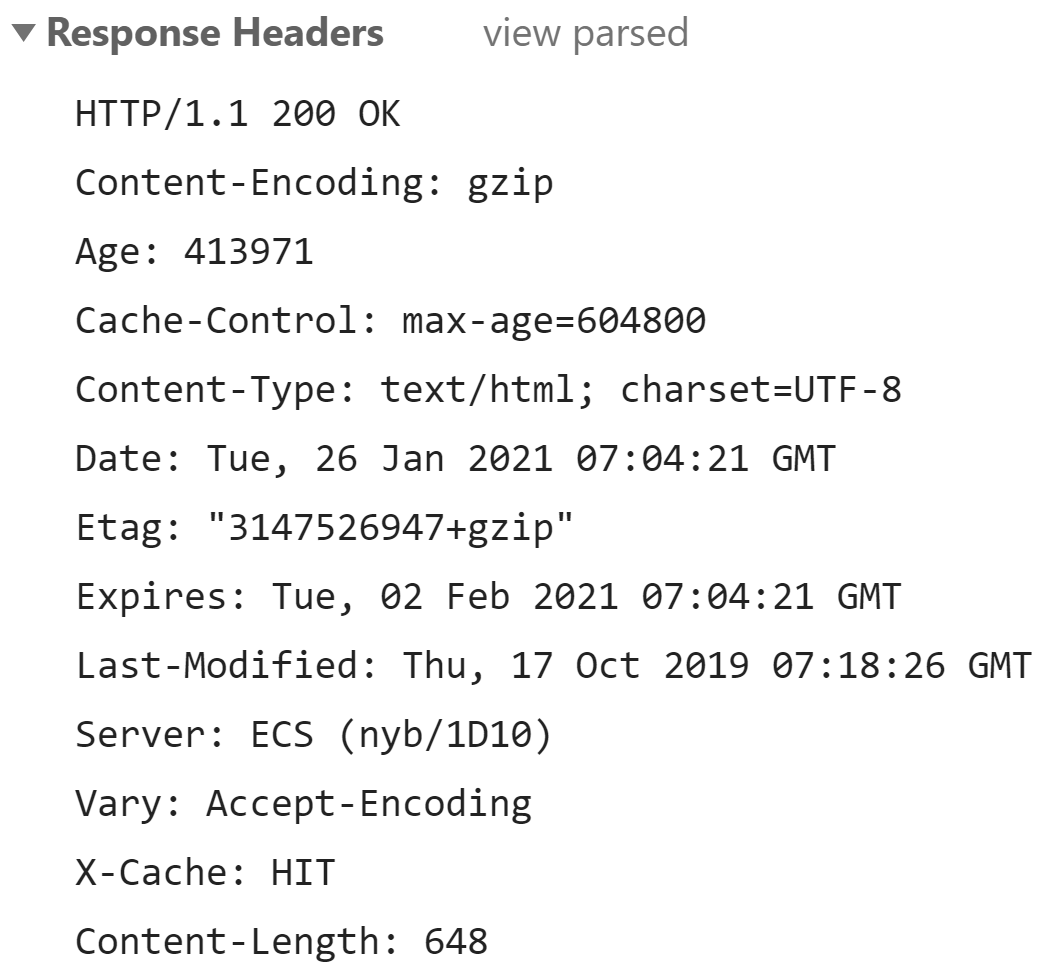 Response Headers view parsed
HTTP/1.1 200 OK
Content-Encoding: gzip
Age: 413971
Cache-Control: max-age=604800
Content-Type: text/html; charset=UTF-8
Date: Tue, 26 Jan 2021 07:04:21 GMT
Etag: "3147526947+gzip"
Expires: Tue, 02 Feb 2021 07:04:21 GMT
Last-Modified: Thu, 17 Oct 2019 07:18:26 GMT
Server: ECS (nyb/1D10)
Vary: Accept-Encoding
X-Cache: HIT
Content-Length: 648